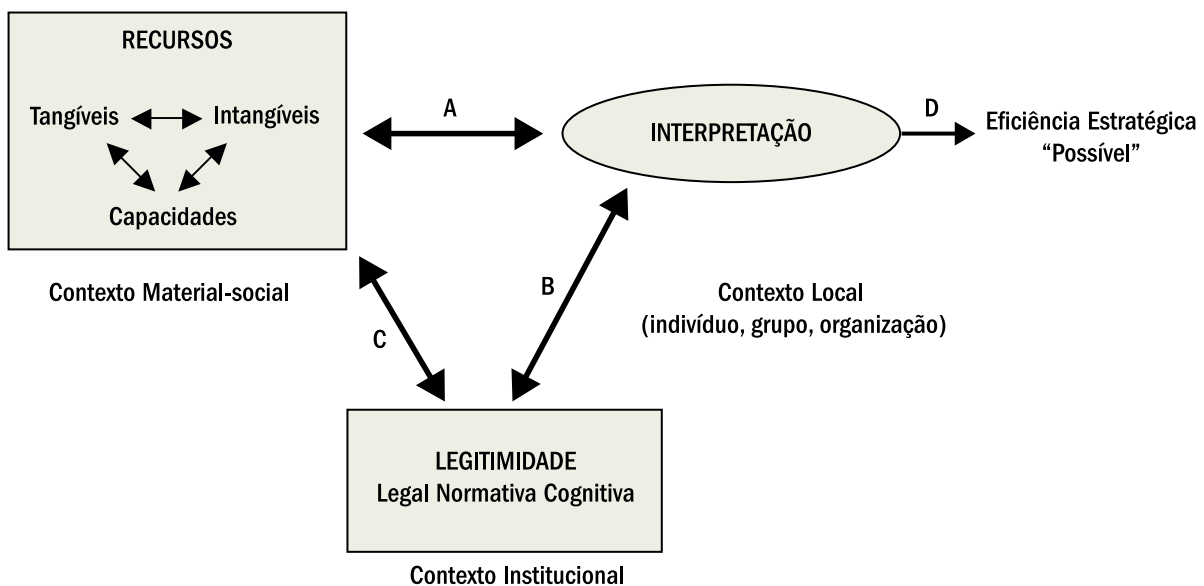 RECURSOS
Tangíveis
Intangíveis
Capacidades
Contexto Material-social
A
INTERPRETAÇÃO
D
Eficiência Estratégica
“Possível”
B
Contexto Local
(indivíduo, grupo, organização)
C
LEGITIMIDADE
Legal Normativa Cognitiva
Contexto Institucional